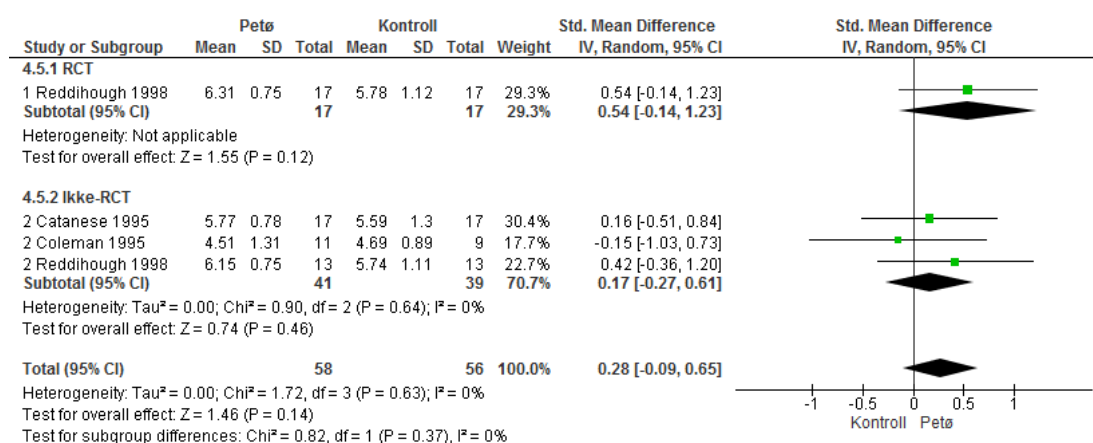 Petø Kontroll Std. Mean Difference Std. Mean Difference
Study or Subgroup Mean SD Total Mean SD Total Weight IV, Random, 95% CI IV, Random, 95% CI
4.5.1 RCT
1 Reddihough 1998 6.31 0.75 17 5.78 1.12 17 29.3% 0.54 [-0.14, 1.23]
Subtotal (95% CI) 17 17 29.3% 0.54 [-0.14, 1.23]
Heterogeneity: Not applicable
Test for overall effect: Z = 1.55 (P = 0.12)
4.5.2 Ikke-RCT
2 Catanese 1995 5.77 0.78 17 5.59 1.3 17 30.4% 0.16 [-0.51, 0.84]
2 Coleman 1995 4.51 1.31 11 4.69 0.89 9 17.7% -0.15 [-1.03, 0.73]
2 Reddihough 1998 6.15 0.75 13 5.74 1.11 13 22.7% 0.42 [-0.36, 1.20]
Subtotal (95% CI) 41 39 70.7% 0.17 [-0.27, 0.61]
Heterogeneity: Tau² = 0.00; Chi² = 0.90, df = 2 (P = 0.64); I² = 0%
Test for overall effect: Z = 0.74 (P = 0.46)
Total (95% CI) 58 56 100.0% 0.28 [-0.09, 0.65]
Heterogeneity: Tau² = 0.00; Chi² = 1.72, df = 3 (P = 0.63); I² = 0%
Test for overall effect: Z = 1.46 (P = 0.14)
Test for subgroup differences: Chi² = 0.82, df = 1 (P = 0.37), I² = 0%
-1 -0.5 0 0.5 1
Kontroll Petø